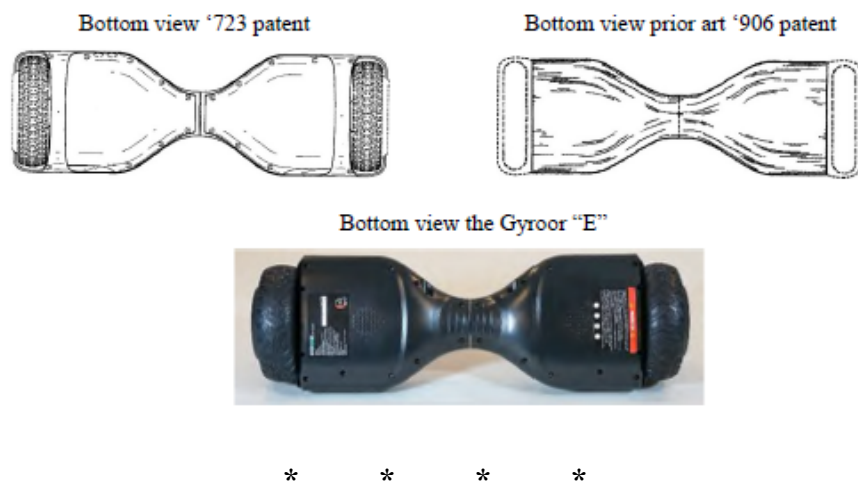 Bottom view ‘723 patent
Bottom view prior art ‘906 patent
Bottom view the Gyroor “E”
* * * *